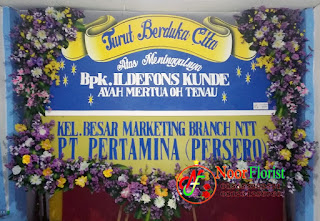 Turut Berduka Cita
Atas Meninggalnya
Bpk. ILDEFONS KUNDE
AYAH MERTUA OH TENAU
KEL. BESAR MARKETING BRANCH NTT
PT. PERTAMINA (PERSERO)
Florist